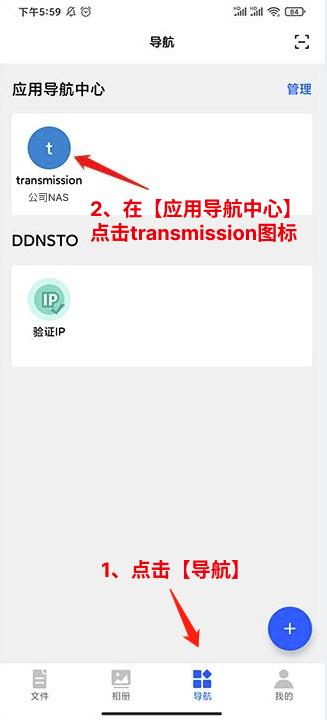 下午5:59
84
导航
应用导航中心
管理
t
transmission
公司NAS
2、在【应用导航中心】
点击transmission图标
DDNSTO
IP
验证IP
1、点击【导航】
文件
相册
导航
我的